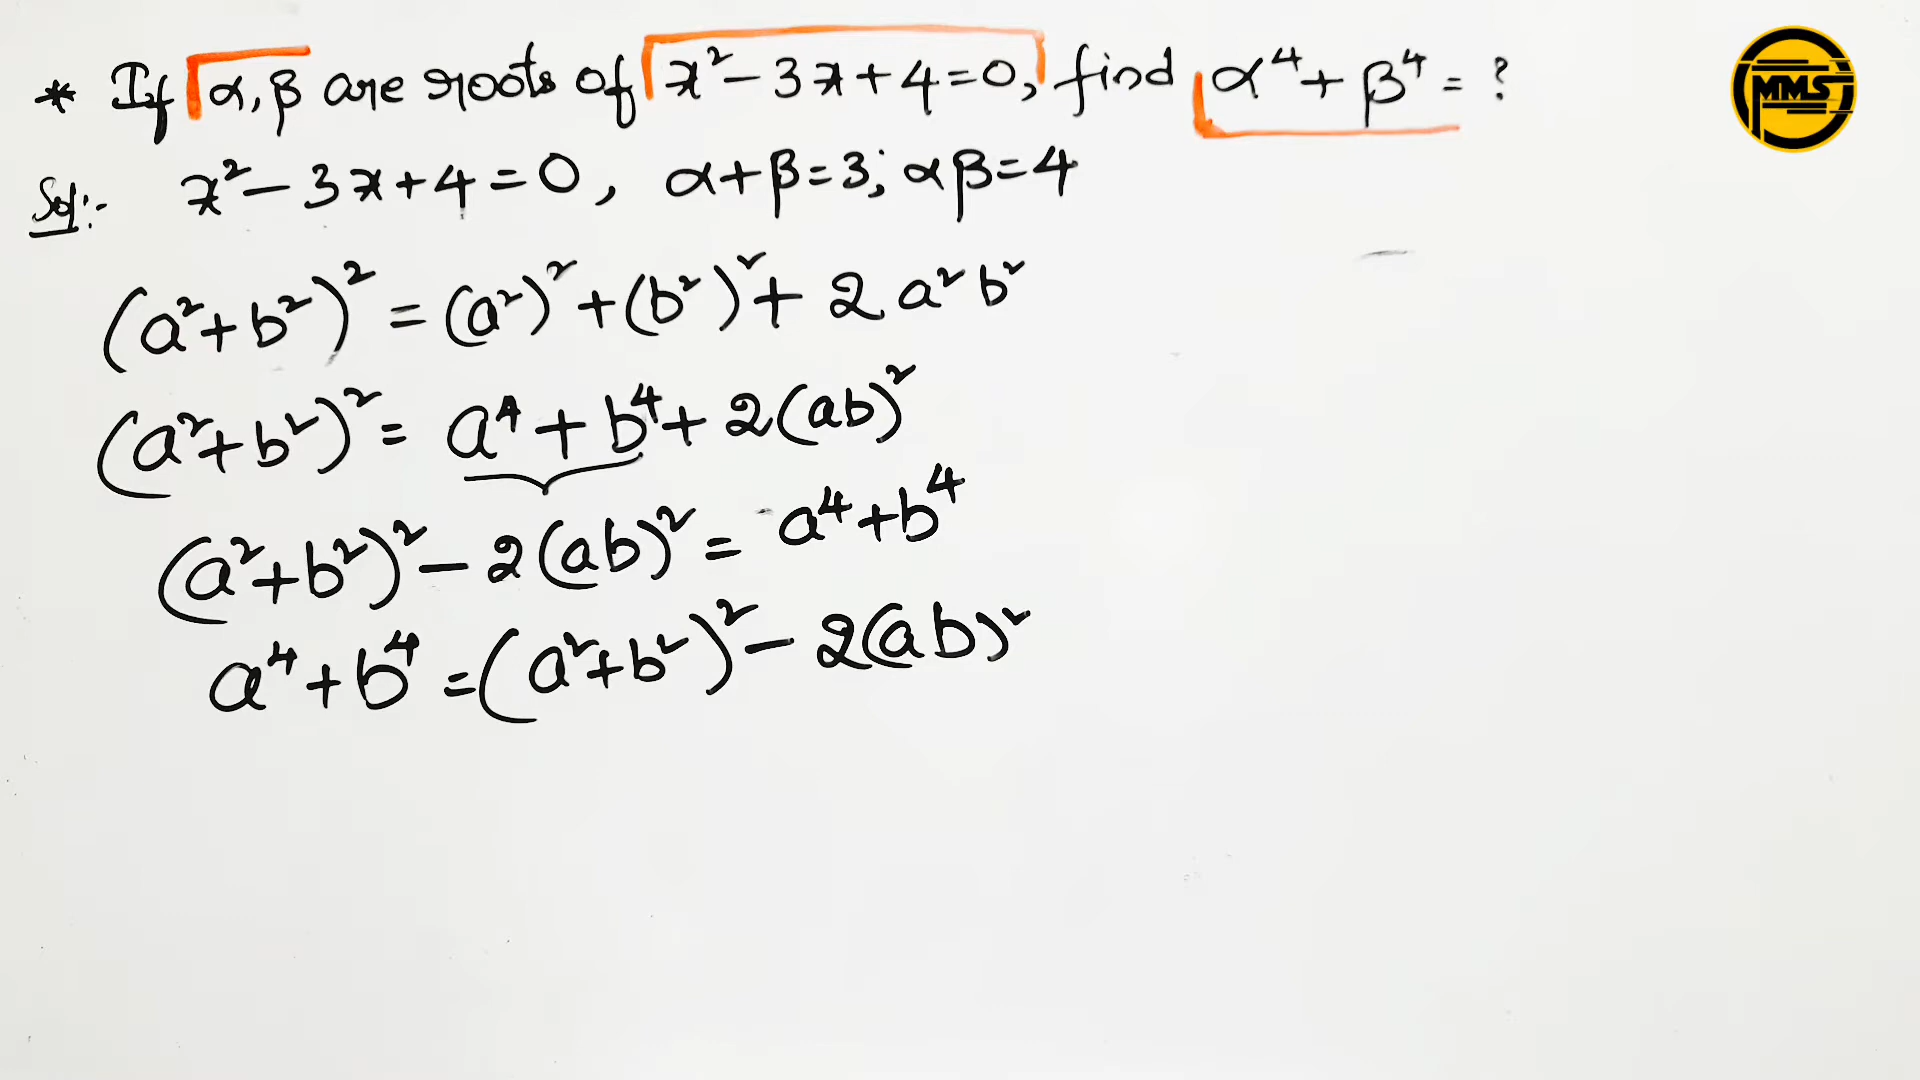 * If α, β are roots of x² - 3x + 4 = 0, find α⁴ + β⁴ = ?
MMS
Sol:- x² - 3x + 4 = 0, α + β = 3; αβ = 4
(a² + b²)² = (a²)² + (b²)² + 2a²b²
(a² + b²)² = a⁴ + b⁴ + 2(ab)²
(a² + b²)² - 2(ab)² = a⁴ + b⁴
a⁴ + b⁴ = (a² + b²)² - 2(ab)²